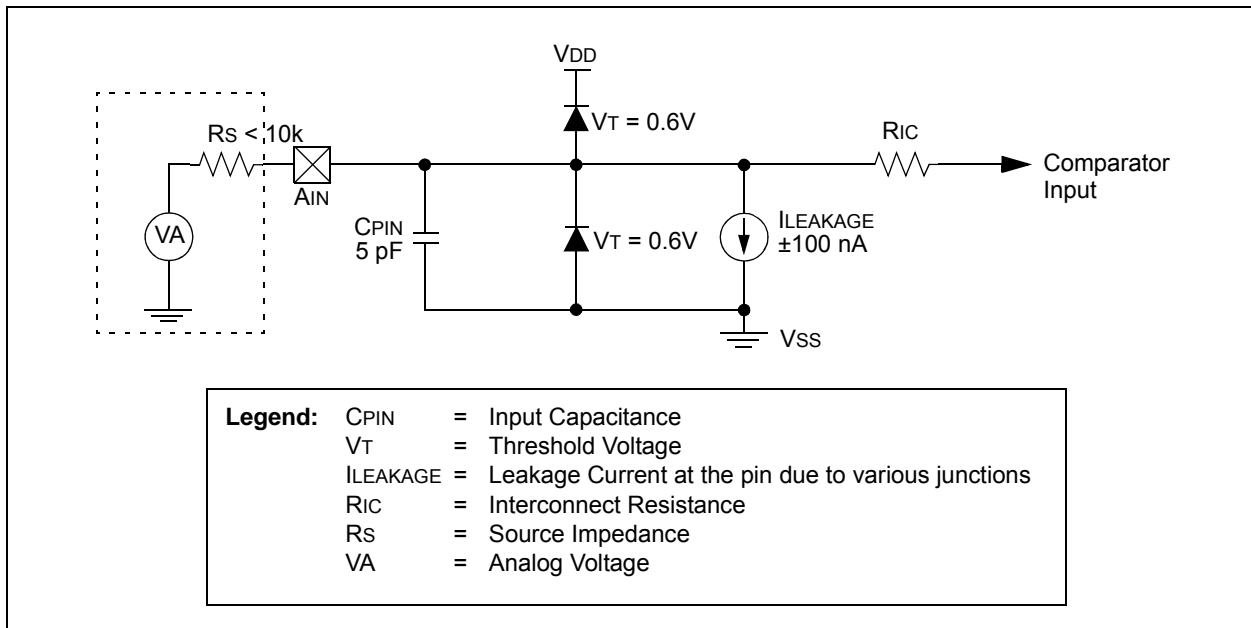 VDD
VT = 0.6V
RS < 10k
RIC
AIN
Comparator
Input
VA
CPIN
5 pF
VT = 0.6V
ILEAKAGE
±100 nA
VSS
Legend: CPIN = Input Capacitance
VT = Threshold Voltage
ILEAKAGE = Leakage Current at the pin due to various junctions
RIC = Interconnect Resistance
RS = Source Impedance
VA = Analog Voltage